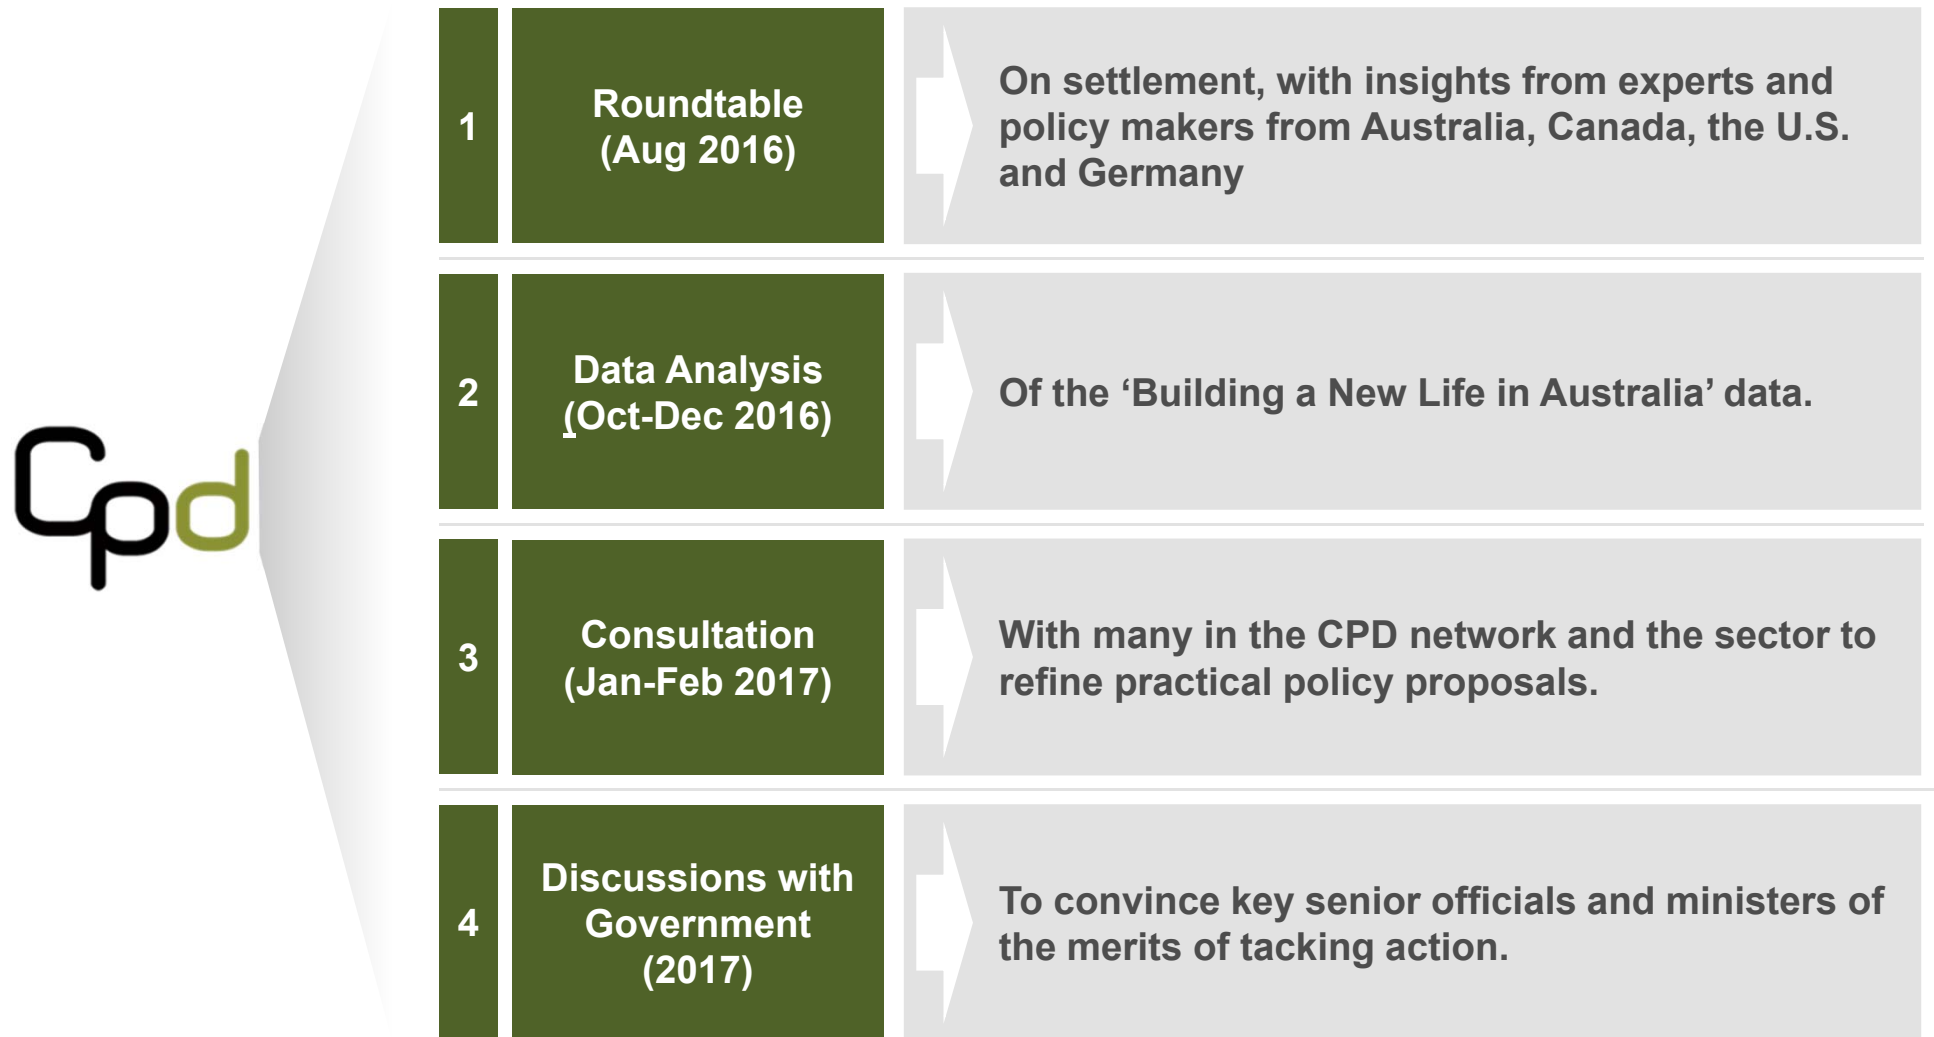 Cpd
1
Roundtable
(Aug 2016)
On settlement, with insights from experts and
policy makers from Australia, Canada, the U.S.
and Germany
2
Data Analysis
(Oct-Dec 2016)
Of the ‘Building a New Life in Australia’ data.
3
Consultation
(Jan-Feb 2017)
With many in the CPD network and the sector to
refine practical policy proposals.
4
Discussions with
Government
(2017)
To convince key senior officials and ministers of
the merits of tacking action.